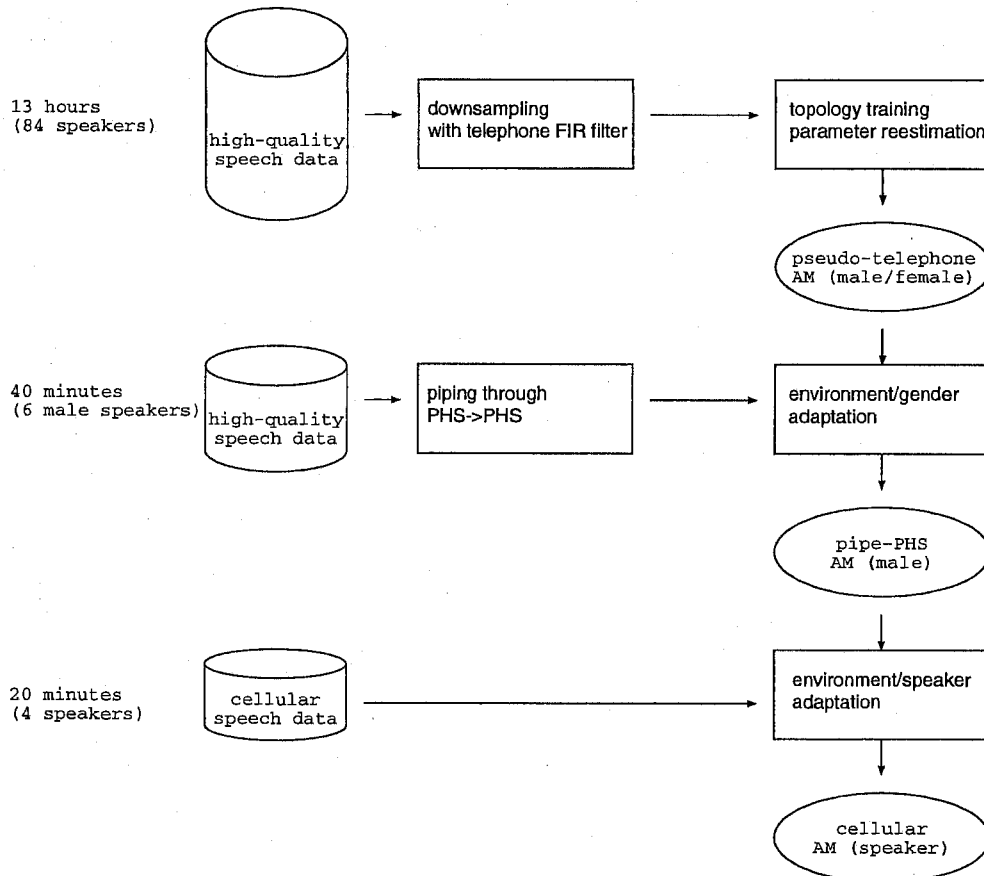 13 hours
(84 speakers)
high-quality
speech data
downsampling
with telephone FIR filter
topology training
parameter reestimation
pseudo-telephone
AM (male/female)
40 minutes
(6 male speakers)
high-quality
speech data
piping through
PHS->PHS
environment/gender
adaptation
pipe-PHS
AM (male)
20 minutes
(4 speakers)
cellular
speech data
environment/speaker
adaptation
cellular
AM (speaker)